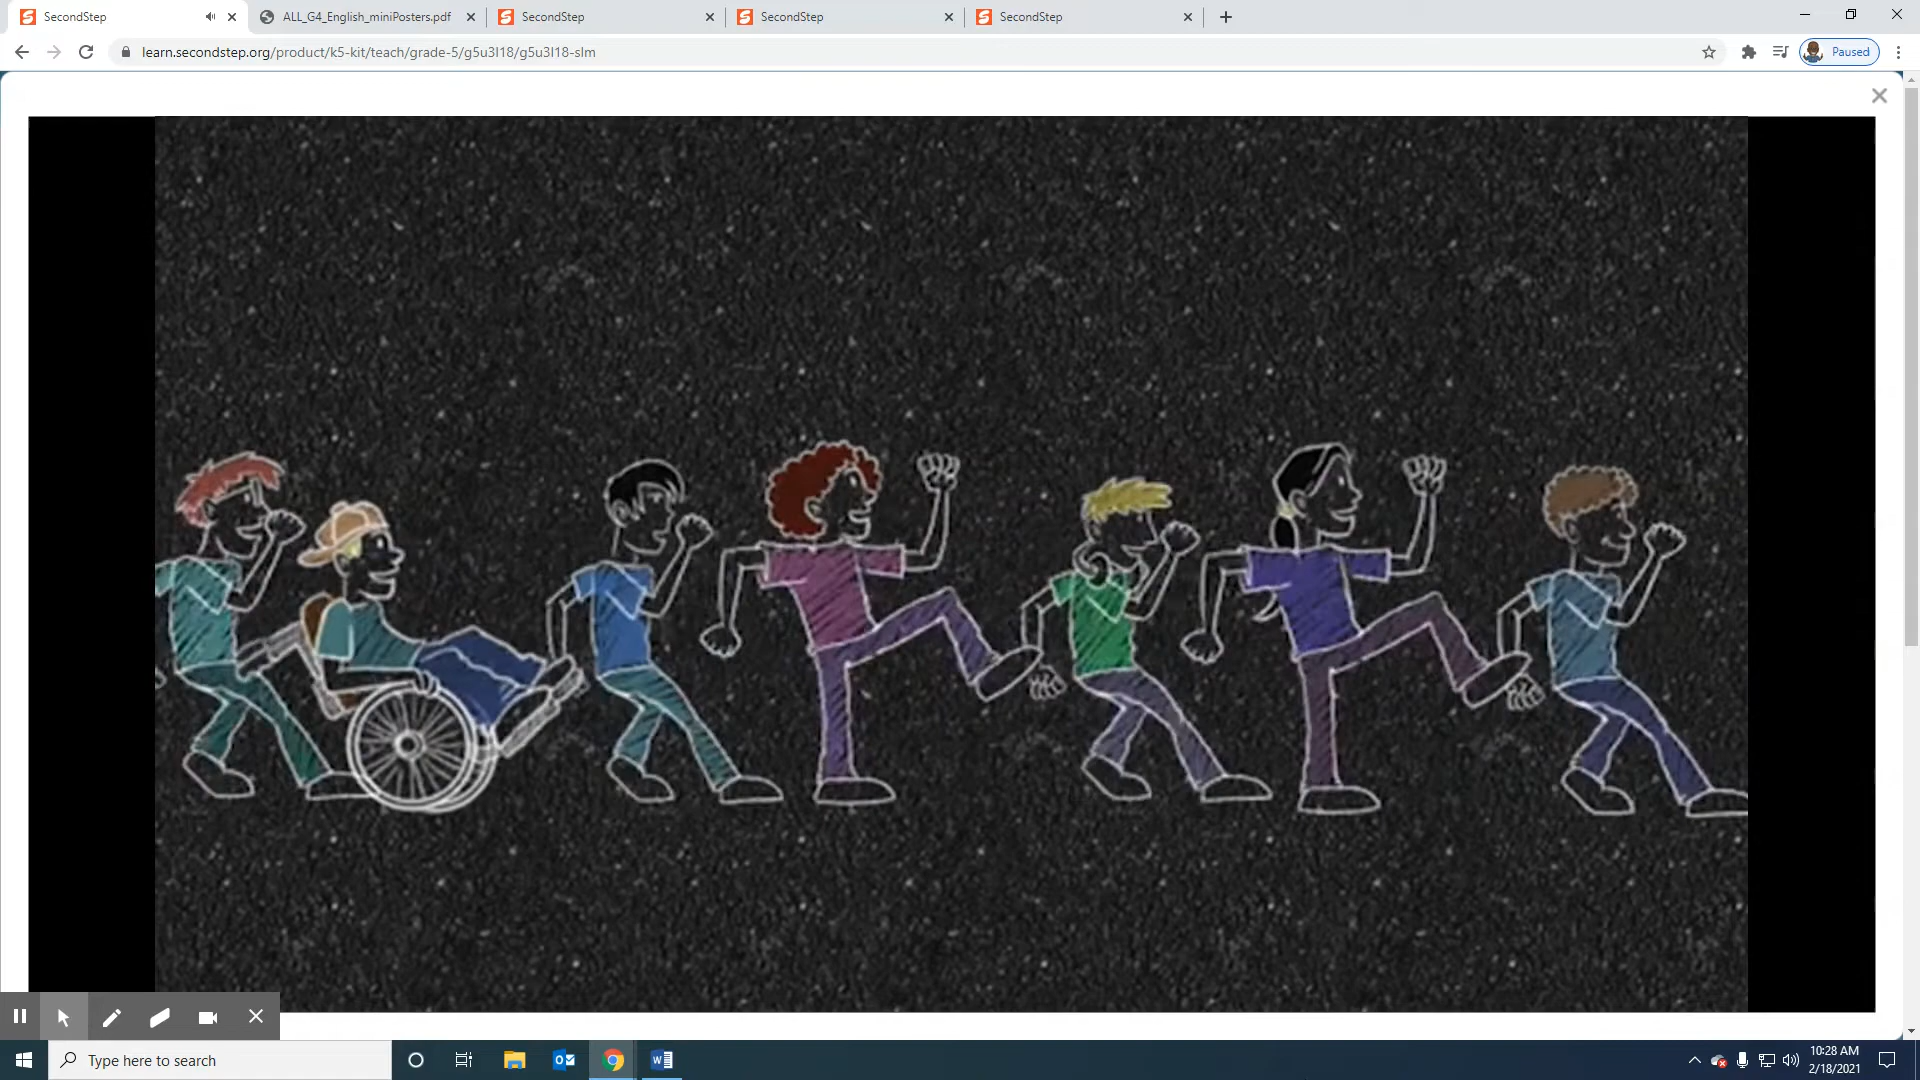 SecondStep
ALL_G4_English_miniPosters.pdf
SecondStep
SecondStep
SecondStep
learn.secondstep.org/product/k5-kit/teach/grade-5/g5u3l18/g5u3l18-slm
Paused
Type here to search
10:28 AM
2/18/2021